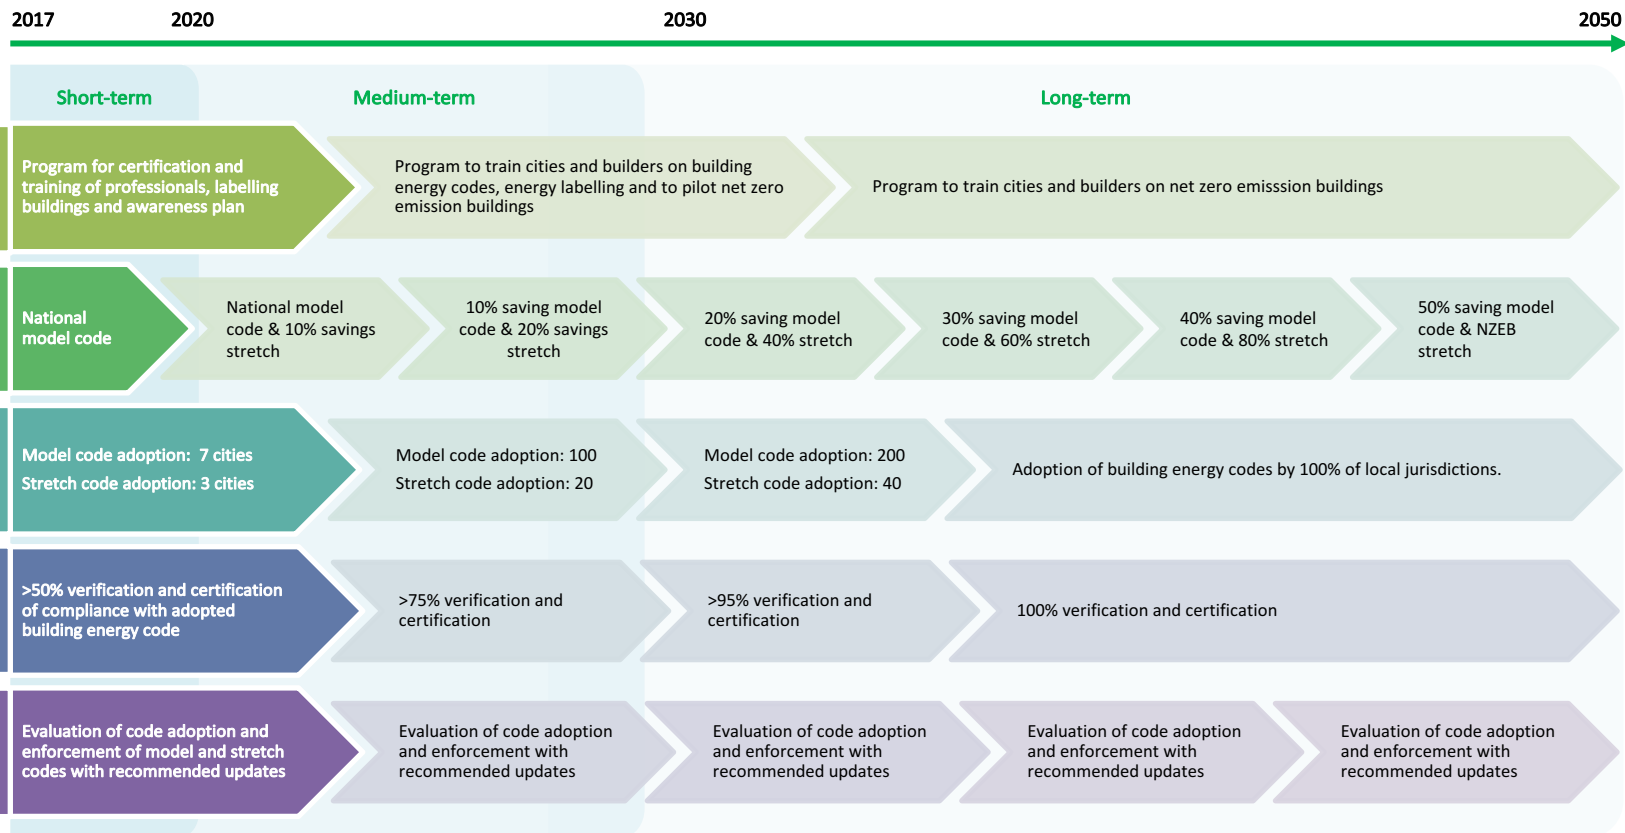 2017
2020
2030
2050
Short-term
Medium-term
Long-term
Program for certification and
training of professionals, labelling
buildings and awareness plan
Program to train cities and builders on building
energy codes, energy labelling and to pilot net zero
emission buildings
Program to train cities and builders on net zero emisssion buildings
National
model code
National model
code & 10% savings
stretch
10% saving model
code & 20% savings
stretch
20% saving model
code & 40% stretch
30% saving model
code & 60% stretch
40% saving model
code & 80% stretch
50% saving model
code & NZEB
stretch
Model code adoption: 7 cities
Stretch code adoption: 3 cities
Model code adoption: 100
Stretch code adoption: 20
Model code adoption: 200
Stretch code adoption: 40
Adoption of building energy codes by 100% of local jurisdictions.
>50% verification and certification
of compliance with adopted
building energy code
>75% verification and
certification
>95% verification and
certification
100% verification and certification
Evaluation of code adoption and
enforcement of model and stretch
codes with recommended updates
Evaluation of code adoption
and enforcement with
recommended updates
Evaluation of code adoption
and enforcement with
recommended updates
Evaluation of code adoption
and enforcement with
recommended updates
Evaluation of code adoption
and enforcement with
recommended updates